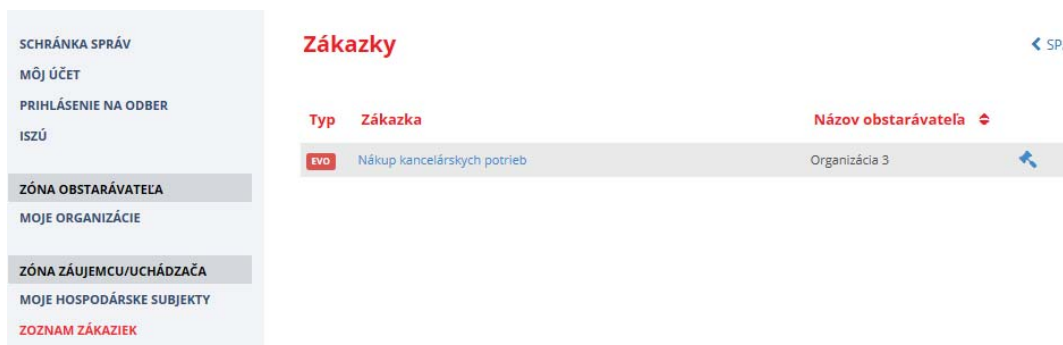 SCHRÁNKA SPRÁV
MÔJ ÚČET
PRIHLÁSENIE NA ODBER
ISZÚ
ZÓNA OBSTARÁVATEĽA
MOJE ORGANIZÁCIE
ZÓNA ZÁUJEMCU/UCHÁDZAČA
MOJE HOSPODÁRSKE SUBJEKTY
ZOZNAM ZÁKAZIEK
Zákazky
SP
Typ Zákazka Názov obstarávateľa
EVO Nákup kancelárskych potrieb Organizácia 3